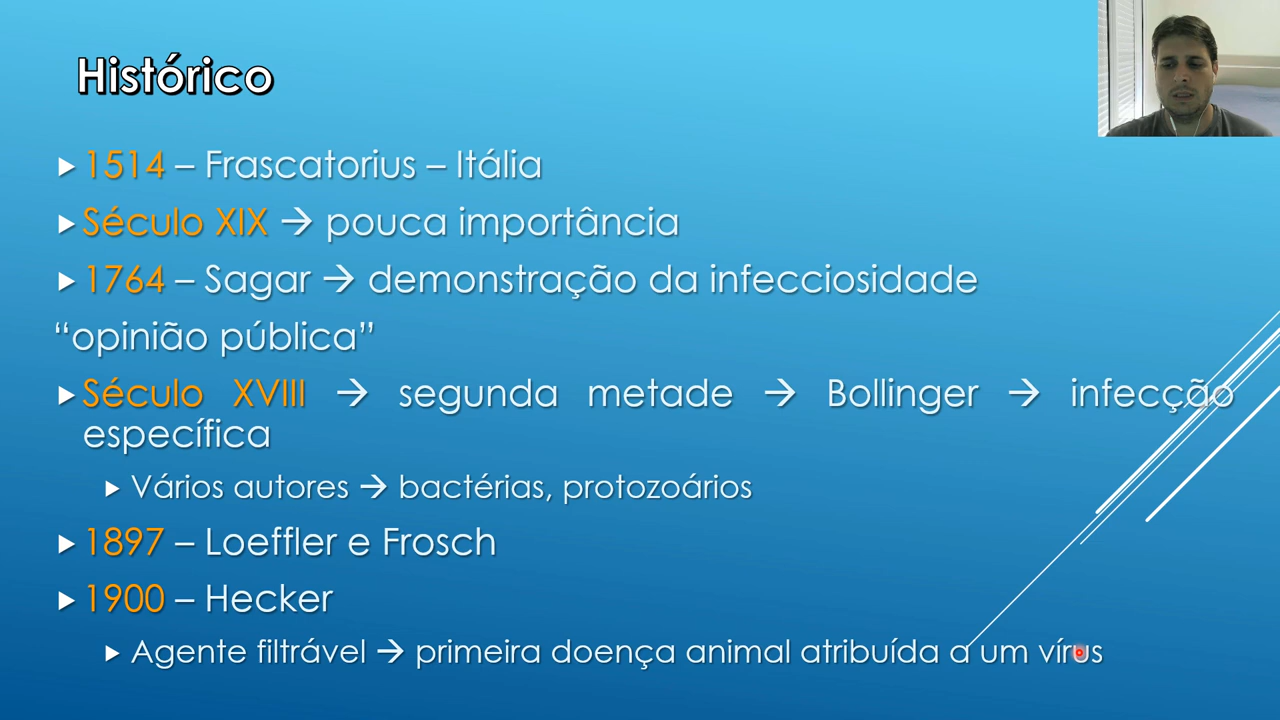 Histórico
1514 – Frascatorius – Itália
Século XIX → pouca importância
1764 – Sagar → demonstração da infecciosidade
“opinião pública”
Século XVIII → segunda metade → Bollinger → infecção
específica
Vários autores → bactérias, protozoários
1897 – Loeffler e Frosch
1900 – Hecker
Agente filtrável → primeira doença animal atribuída a um vírus